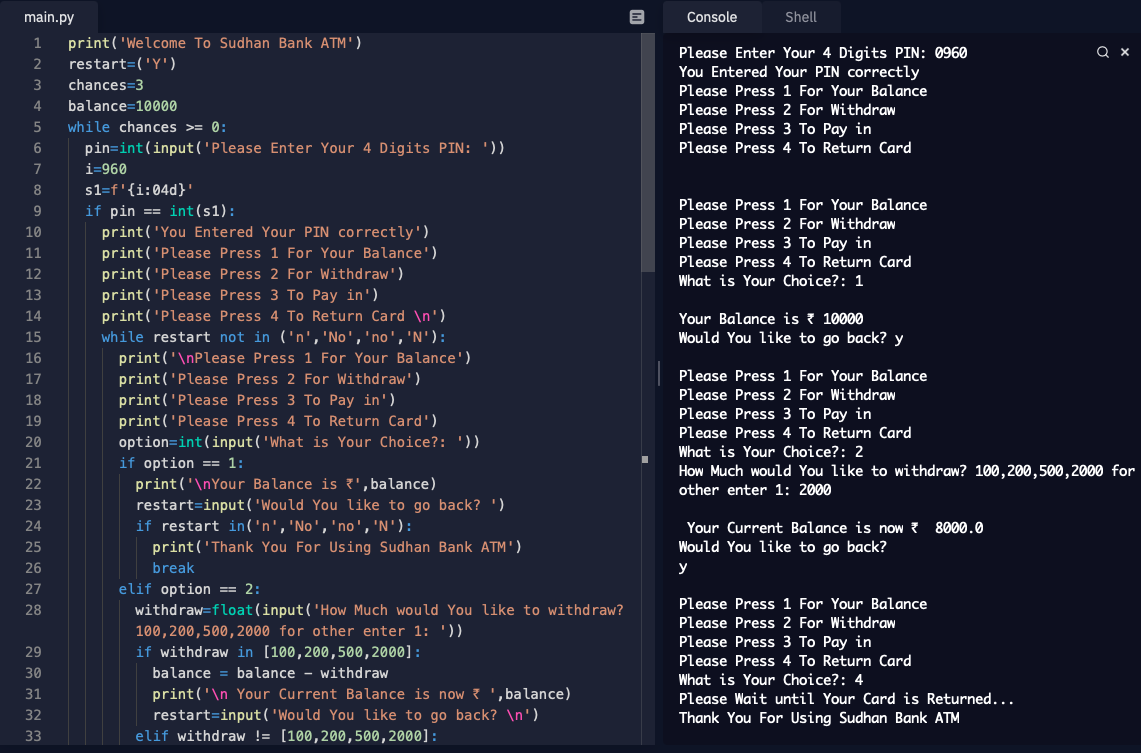 main.py
1 print('Welcome To Sudhan Bank ATM')
2 restart=('Y')
3 chances=3
4 balance=10000
5 while chances >= 0:
6 pin=int(input('Please Enter Your 4 Digits PIN: '))
7 i=960
8 s1=f'{i:04d}'
9 if pin == int(s1):
10 print('You Entered Your PIN correctly')
11 print('Please Press 1 For Your Balance')
12 print('Please Press 2 For Withdraw')
13 print('Please Press 3 To Pay in')
14 print('Please Press 4 To Return Card \n')
15 while restart not in ('n','No','no','N'):
16 print('\nPlease Press 1 For Your Balance')
17 print('Please Press 2 For Withdraw')
18 print('Please Press 3 To Pay in')
19 print('Please Press 4 To Return Card')
20 option=int(input('What is Your Choice?: '))
21 if option == 1:
22 print('\nYour Balance is ₹',balance)
23 restart=input('Would You like to go back? ')
24 if restart in('n','No','no','N'):
25 print('Thank You For Using Sudhan Bank ATM')
26 break
27 elif option == 2:
28 withdraw=float(input('How Much would You like to withdraw?
100,200,500,2000 for other enter 1: '))
29 if withdraw in [100,200,500,2000]:
30 balance = balance - withdraw
31 print('\n Your Current Balance is now ₹ ',balance)
32 restart=input('Would You like to go back? \n')
33 elif withdraw != [100,200,500,2000]:
Console Shell
Please Enter Your 4 Digits PIN: 0960
You Entered Your PIN correctly
Please Press 1 For Your Balance
Please Press 2 For Withdraw
Please Press 3 To Pay in
Please Press 4 To Return Card
Please Press 1 For Your Balance
Please Press 2 For Withdraw
Please Press 3 To Pay in
Please Press 4 To Return Card
What is Your Choice?: 1
Your Balance is ₹ 10000
Would You like to go back? y
Please Press 1 For Your Balance
Please Press 2 For Withdraw
Please Press 3 To Pay in
Please Press 4 To Return Card
What is Your Choice?: 2
How Much would You like to withdraw? 100,200,500,2000 for
other enter 1: 2000
Your Current Balance is now ₹  8000.0
Would You like to go back?
y
Please Press 1 For Your Balance
Please Press 2 For Withdraw
Please Press 3 To Pay in
Please Press 4 To Return Card
What is Your Choice?: 4
Please Wait until Your Card is Returned...
Thank You For Using Sudhan Bank ATM